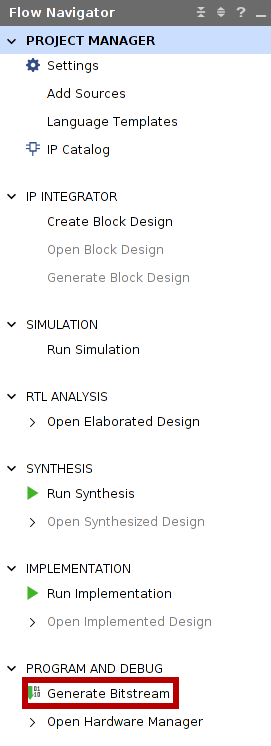 Flow Navigator ?
PROJECT MANAGER
Settings
Add Sources
Language Templates
IP Catalog
IP INTEGRATOR
Create Block Design
Open Block Design
Generate Block Design
SIMULATION
Run Simulation
RTL ANALYSIS
Open Elaborated Design
SYNTHESIS
Run Synthesis
Open Synthesized Design
IMPLEMENTATION
Run Implementation
Open Implemented Design
PROGRAM AND DEBUG
Generate Bitstream
Open Hardware Manager